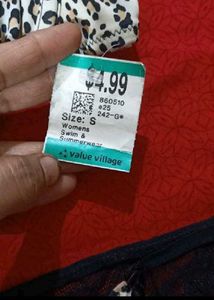 $4.99
860510
e25
242-G*
Size: S
Womens
Swim &
Summerwear
value village